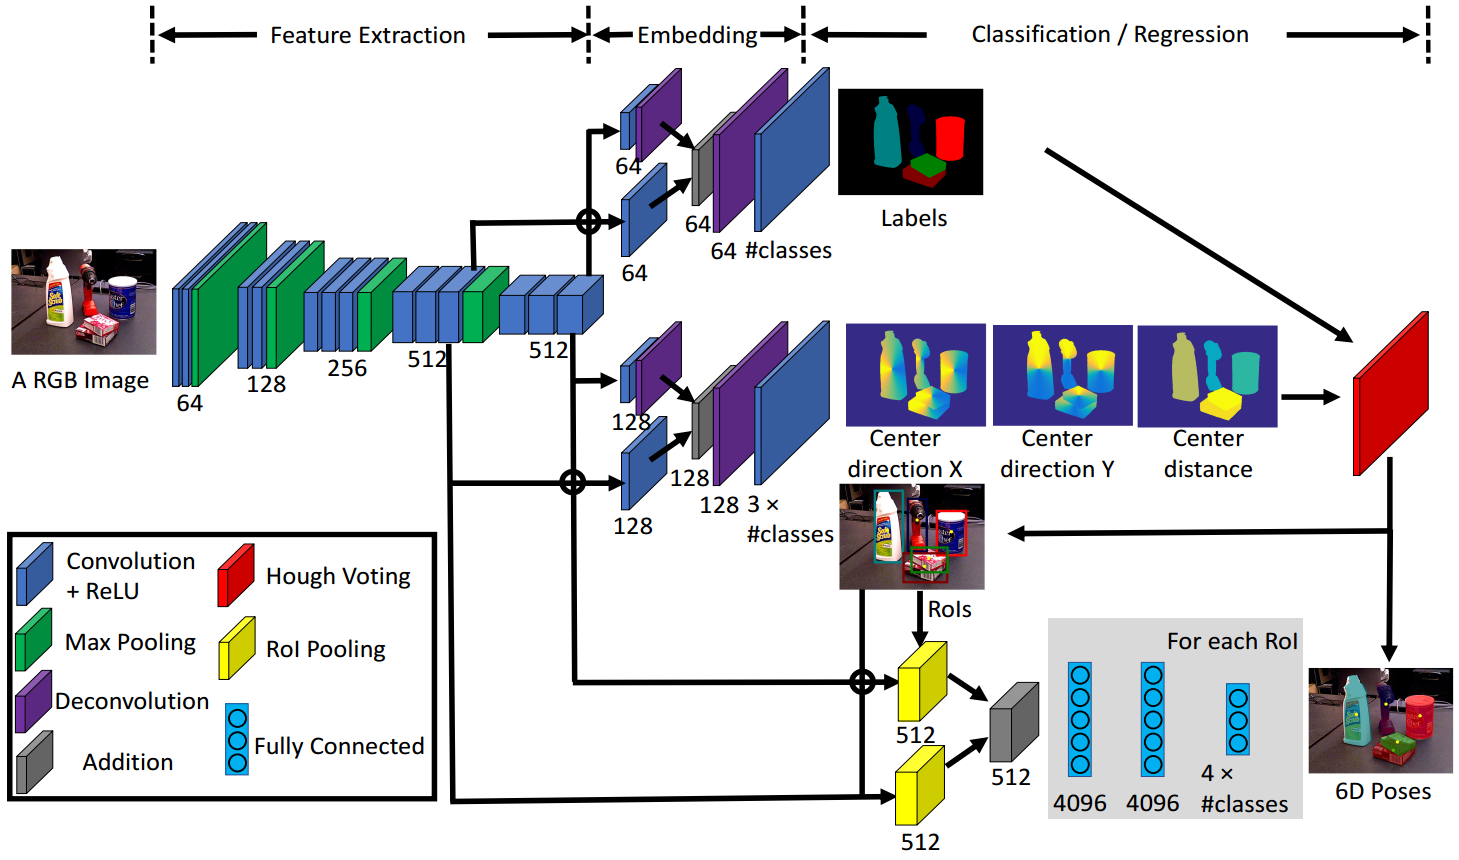 Feature Extraction
Embedding
Classification / Regression
A RGB Image
64
128
256
512
512
64
64
64
64
#classes
Labels
128
128
128
128
3 ×
#classes
Center
direction X
Center
direction Y
Center
distance
RoIs
512
512
512
For each RoI
4096
4096
4 ×
#classes
6D Poses
Convolution
+ ReLU
Max Pooling
Deconvolution
Addition
Hough Voting
RoI Pooling
Fully Connected